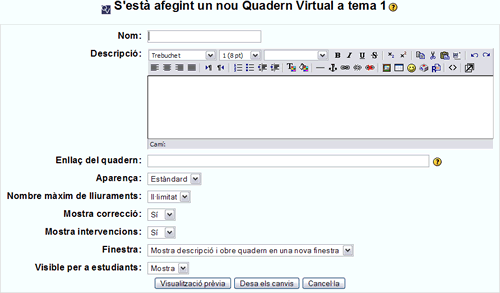 S'està afegint un nou Quadern Virtual a tema 1
Nom:
Descripció: Trebuchet 1 (8 pt) B I U S
Camí:
Enllaç del quadern:
Aparença: Estàndard
Nombre màxim de lliuraments: Il·limitat
Mostra correcció: Sí
Mostra intervencions: Sí
Finestra: Mostra descripció i obre quadern en una nova finestra
Visible per a estudiants: Mostra
Visualització prèvia Desa els canvis Cancel·la